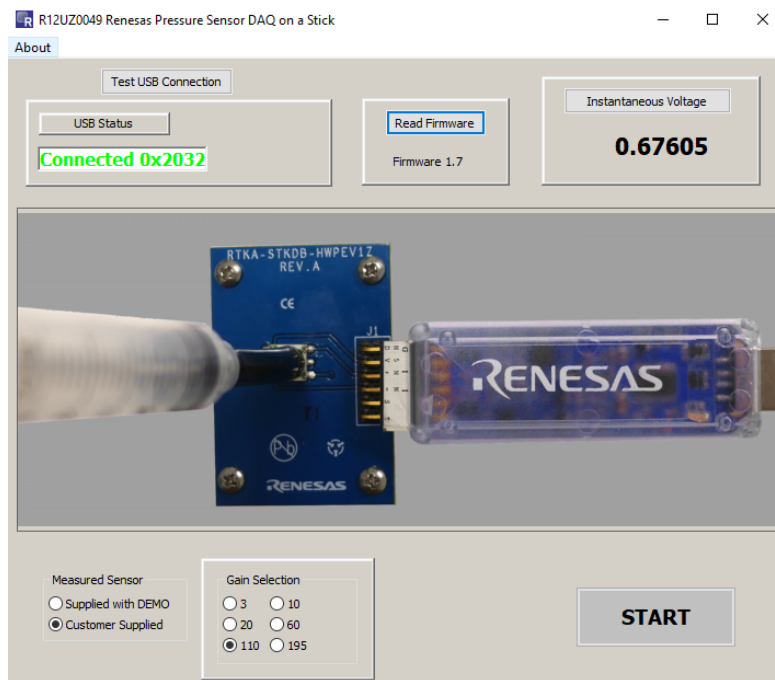 R12UZ0049 Renesas Pressure Sensor DAQ on a Stick
About
Test USB Connection
USB Status
Connected 0x2032
Read Firmware
Firmware 1.7
Instantaneous Voltage
0.67605
RTKA-STKDB-HWPEV1Z
REV.A
CE
J1
Pb
RENESAS
RENESAS
Measured Sensor
Supplied with DEMO
Customer Supplied
Gain Selection
3 10
20 60
110 195
START